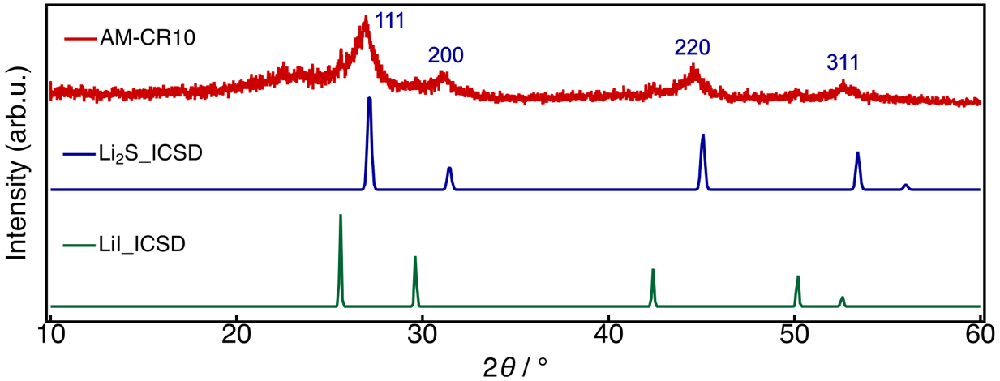 111
AM-CR10
200
220
311
Intensity (arb.u.)
Li₂S_ICSD
LiI_ICSD
10 20 30 40 50 60
2θ / °